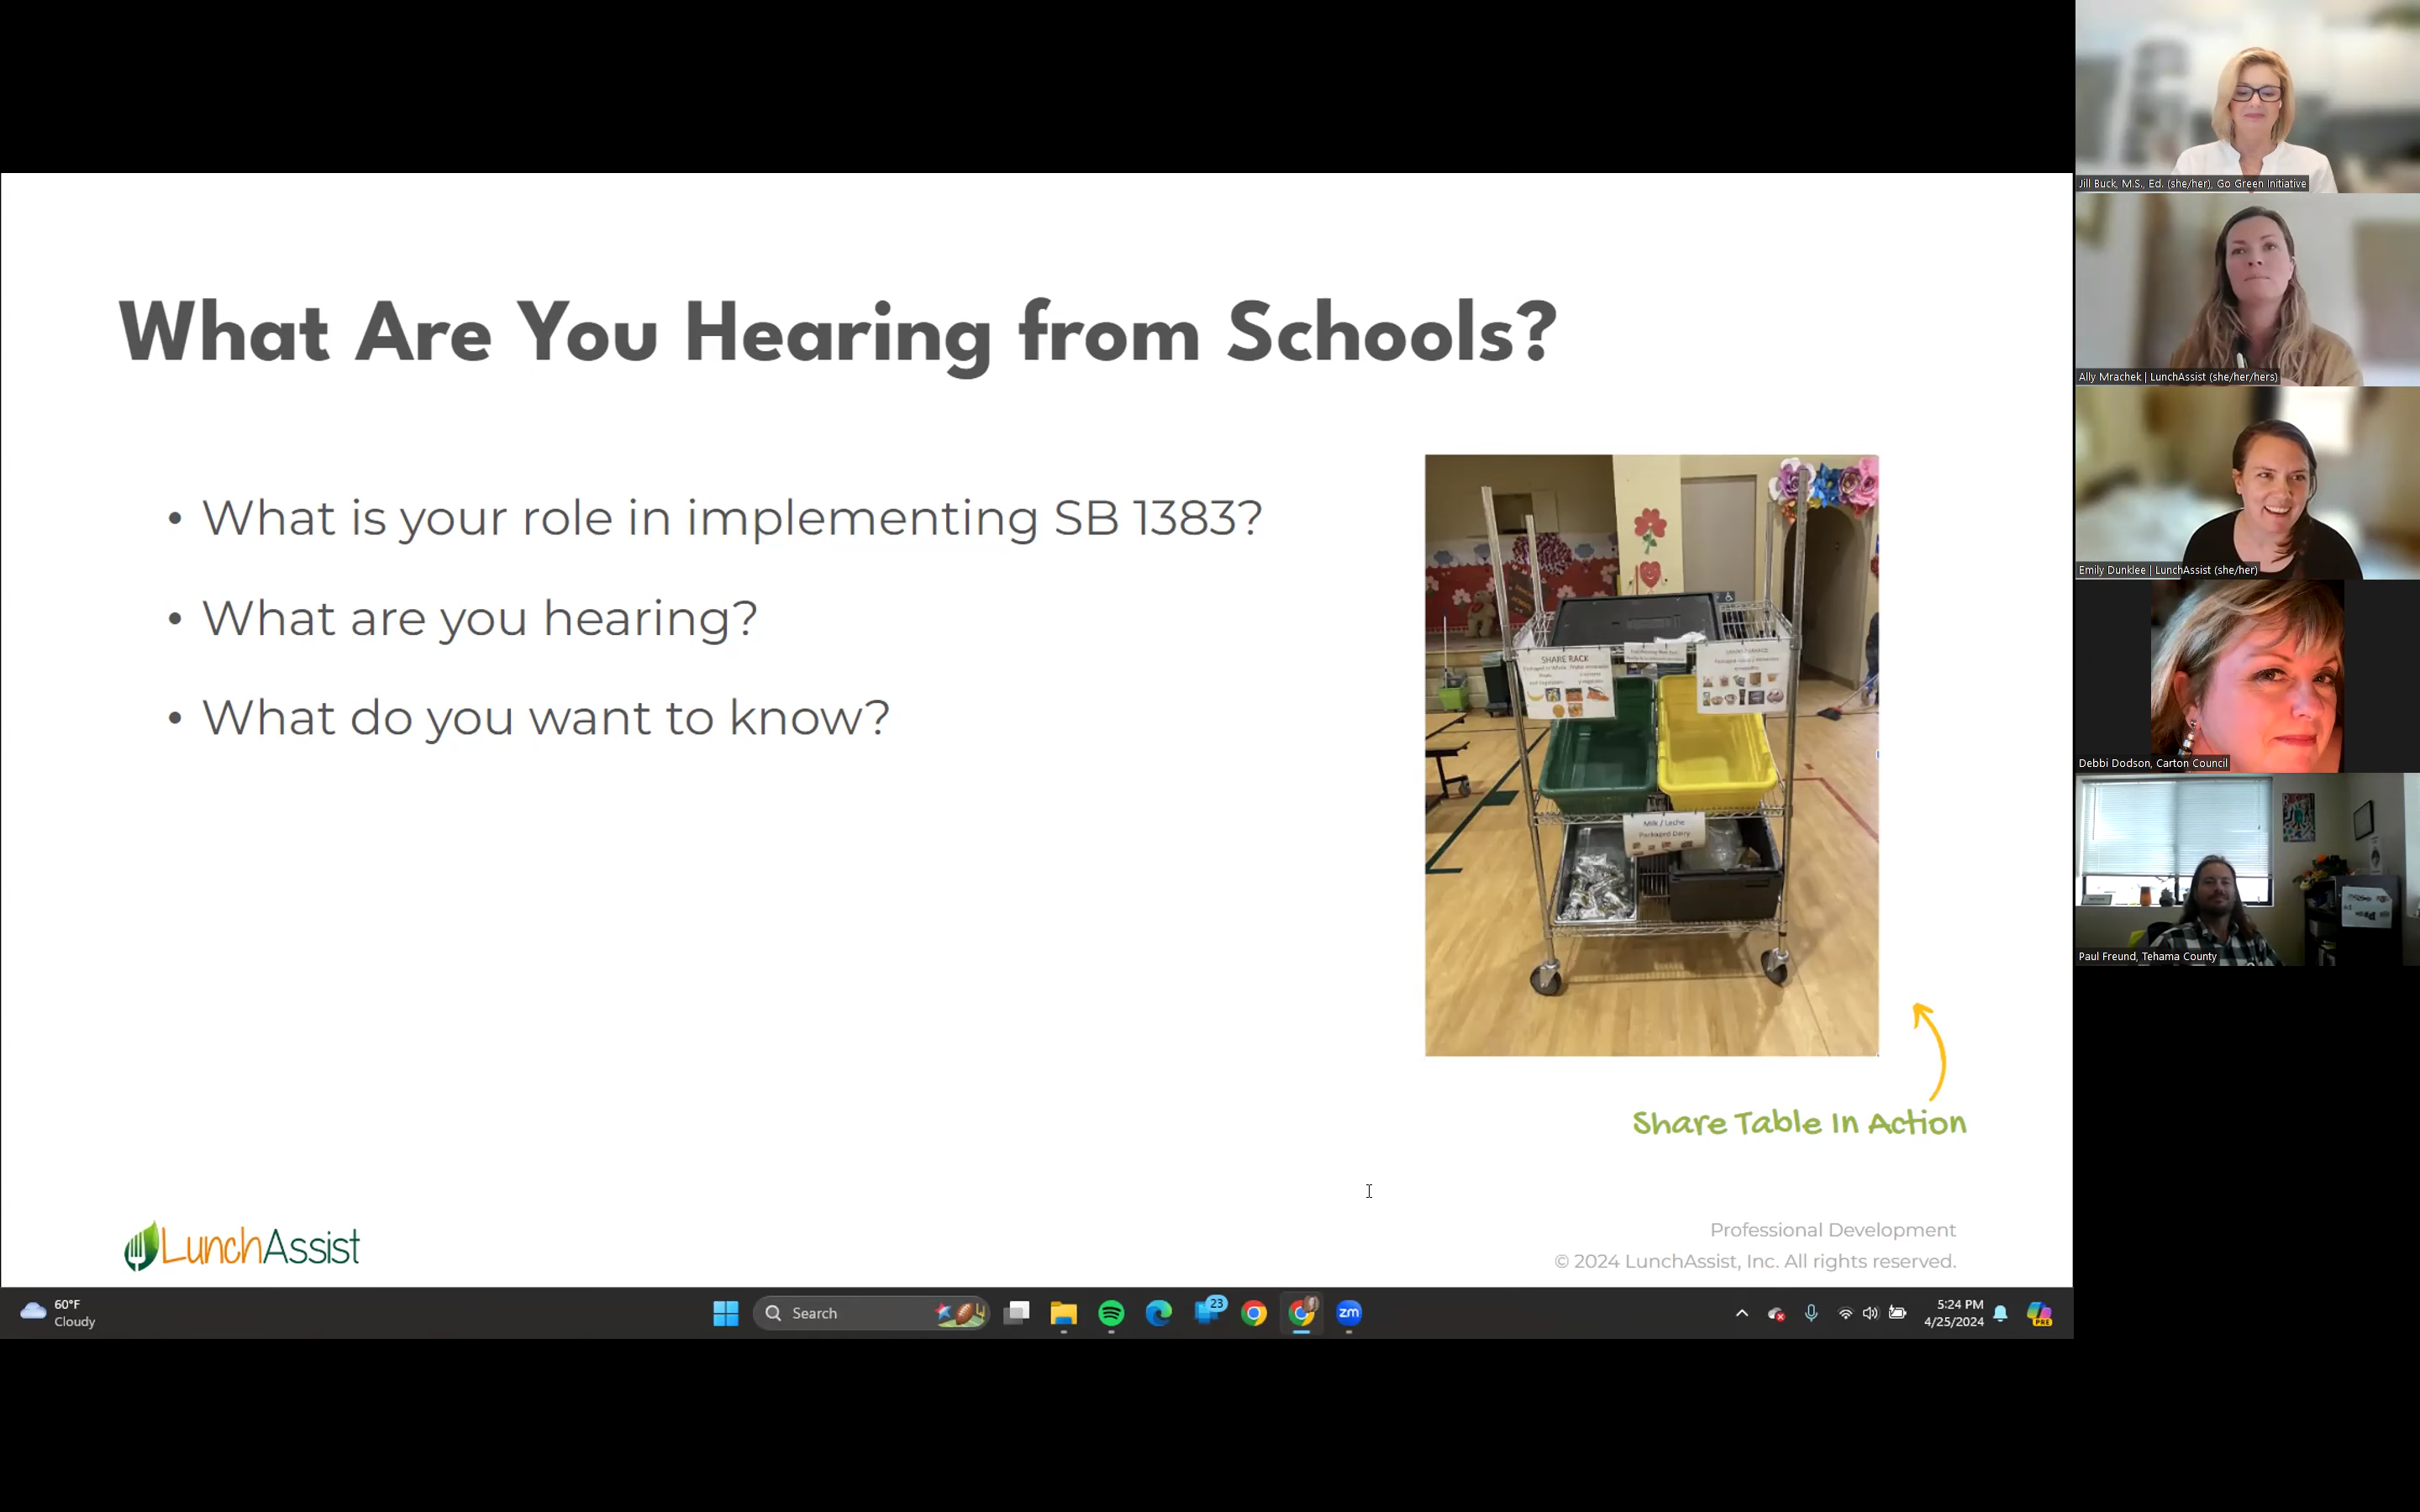 What Are You Hearing from Schools?
• What is your role in implementing SB 1383?
• What are you hearing?
• What do you want to know?
SHARE RACK
Milk / Leche
Packaged Dairy
Share Table In Action
LunchAssist
Professional Development
© 2024 LunchAssist, Inc. All rights reserved.
60°F
Cloudy
Search
23
zm
5:24 PM
4/25/2024
PRE
Jill Buck, M.S., Ed. (she/her), Go Green Initiative
Ally Mrachek | LunchAssist (she/her/hers)
Emily Dunklee | LunchAssist (she/her)
Debbi Dodson, Carton Council
Paul Freund, Tehama County